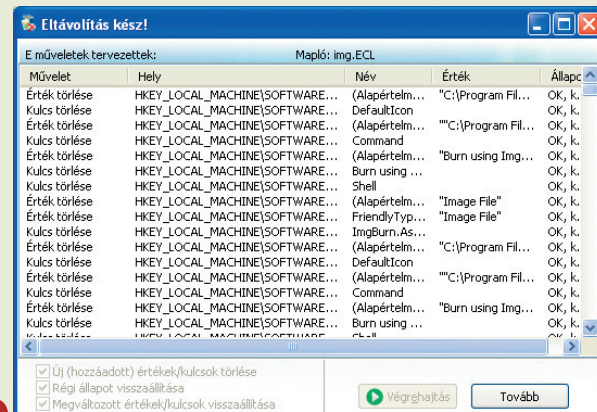 Eltávolítás kész!
E műveletek tervezettek: Mapló: img.ECL
Művelet Hely Név Érték Állapo
Érték törlése HKEY_LOCAL_MACHINE\SOFTWARE... (Alapértelm... "C:\Program Fil... OK, k.
Kulcs törlése HKEY_LOCAL_MACHINE\SOFTWARE... DefaultIcon OK, k.
Kulcs törlése HKEY_LOCAL_MACHINE\SOFTWARE... (Alapértelm... ""C:\Program Fil... OK, k.
Kulcs törlése HKEY_LOCAL_MACHINE\SOFTWARE... Command OK, k.
Érték törlése HKEY_LOCAL_MACHINE\SOFTWARE... (Alapértelm... "Burn using Img... OK, k.
Kulcs törlése HKEY_LOCAL_MACHINE\SOFTWARE... Burn using ... OK, k.
Kulcs törlése HKEY_LOCAL_MACHINE\SOFTWARE... Shell OK, k.
Érték törlése HKEY_LOCAL_MACHINE\SOFTWARE... (Alapértelm... "Image File" OK, k.
Érték törlése HKEY_LOCAL_MACHINE\SOFTWARE... FriendlyTyp... "Image File" OK, k.
Kulcs törlése HKEY_LOCAL_MACHINE\SOFTWARE... ImgBurn.As... OK, k.
Érték törlése HKEY_LOCAL_MACHINE\SOFTWARE... (Alapértelm... "C:\Program Fil... OK, k.
Kulcs törlése HKEY_LOCAL_MACHINE\SOFTWARE... DefaultIcon OK, k.
Érték törlése HKEY_LOCAL_MACHINE\SOFTWARE... (Alapértelm... ""C:\Program Fil... OK, k.
Kulcs törlése HKEY_LOCAL_MACHINE\SOFTWARE... Command OK, k.
Érték törlése HKEY_LOCAL_MACHINE\SOFTWARE... (Alapértelm... "Burn using Img... OK, k.
Kulcs törlése HKEY_LOCAL_MACHINE\SOFTWARE... Burn using ... OK, k.
Kulcs törlése HKEY_LOCAL_MACHINE\SOFTWARE... Shell OK, k.
Új (hozzáadott) értékek/kulcsok törlése
Régi állapot visszaállítása
Megváltozott értékek/kulcsok visszaállítása
Végrehajtás Tovább